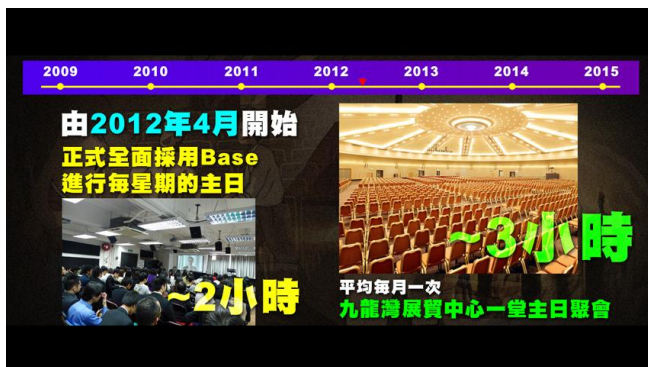 2009 2010 2011 2012 2013 2014 2015
由2012年4月開始
正式全面採用Base
進行每星期的主日
~2小時
~3小時
平均每月一次
九龍灣展貿中心一堂主日聚會